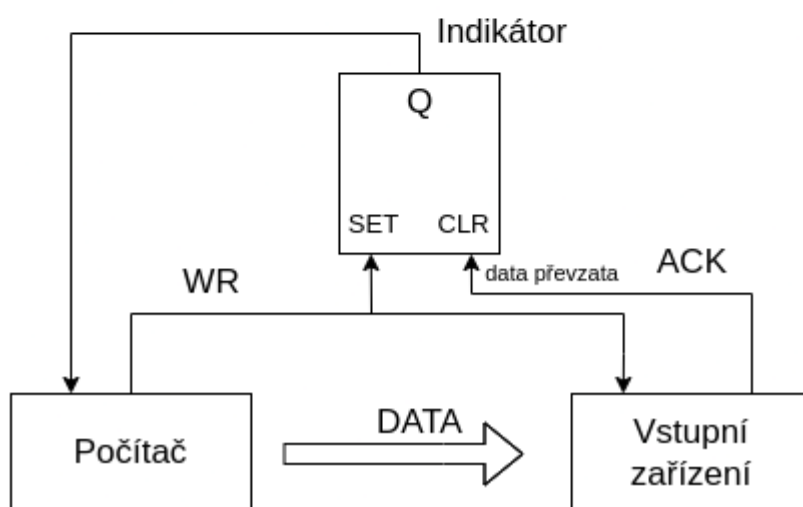 Indikátor
Q
SET CLR
WR
data převzata
ACK
Počítač
DATA
Vstupní
zařízení